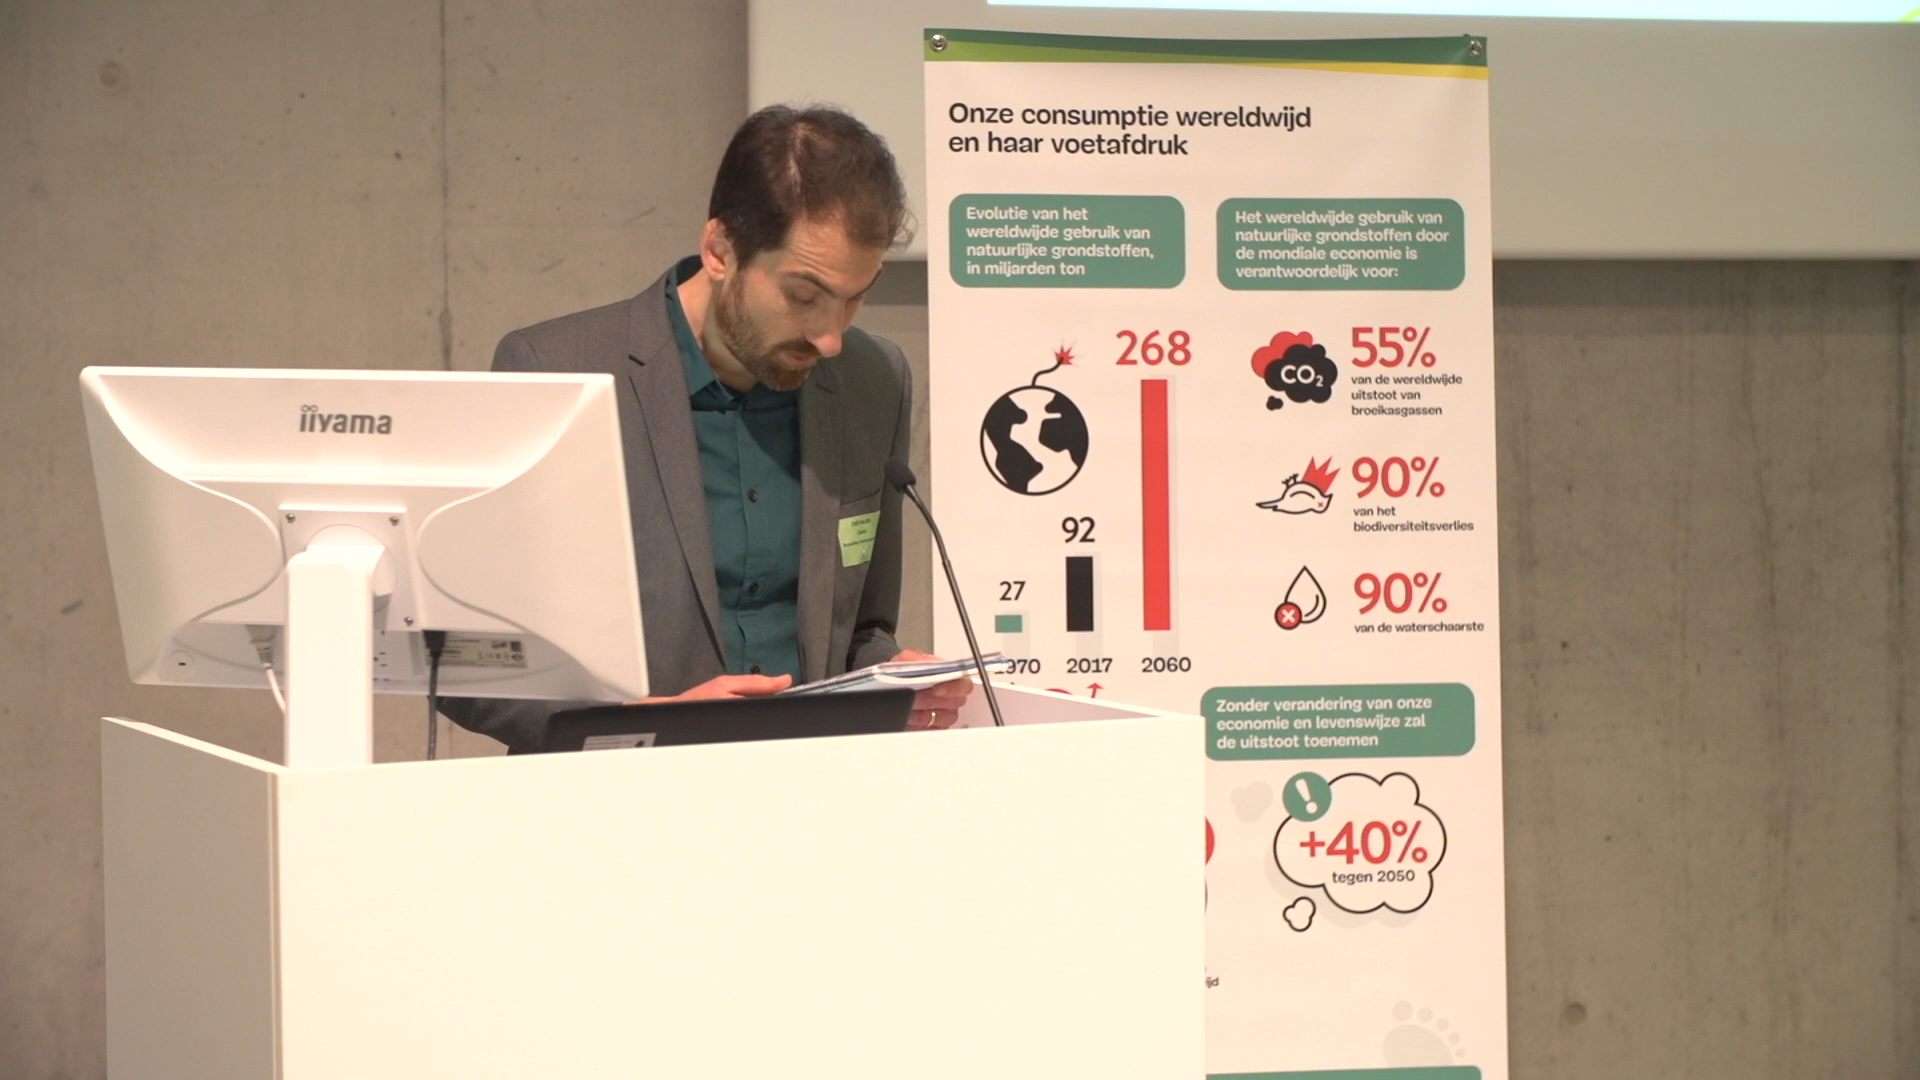 iiyama
Onze consumptie wereldwijd
en haar voetafdruk
Evolutie van het
wereldwijde gebruik van
natuurlijke grondstoffen,
in miljarden ton
Het wereldwijde gebruik van
natuurlijke grondstoffen door
de mondiale economie is
verantwoordelijk voor:
268
92
27
970 2017 2060
CO2
55%
van de wereldwijde
uitstoot van
broeikasgassen
90%
van het
biodiversiteitsverlies
90%
van de waterschaarste
Zonder verandering van onze
economie en levenswijze zal
de uitstoot toenemen
!
+40%
tegen 2050